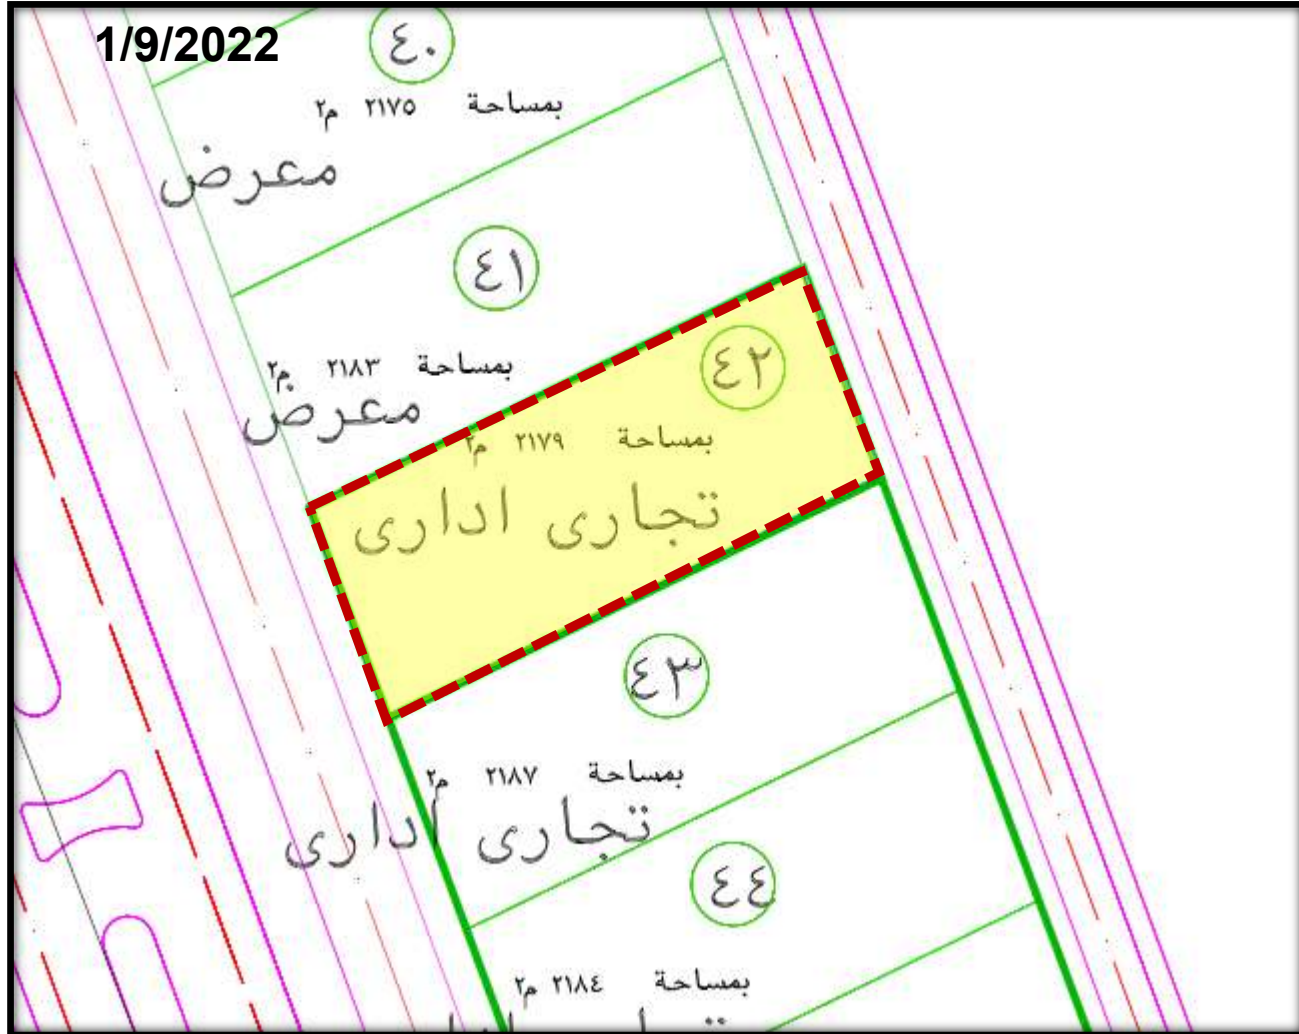 1/9/2022
٤٠
بمساحة ٢١٧٥ م٢
معرض
٤١
بمساحة ٢١٨٣ م٢
معرض
٤٢
بمساحة ٢١٧٩ م٢
تجارى ادارى
٤٣
بمساحة ٢١٨٧ م٢
تجارى ادارى
٤٤
بمساحة ٢١٨٤ م٢